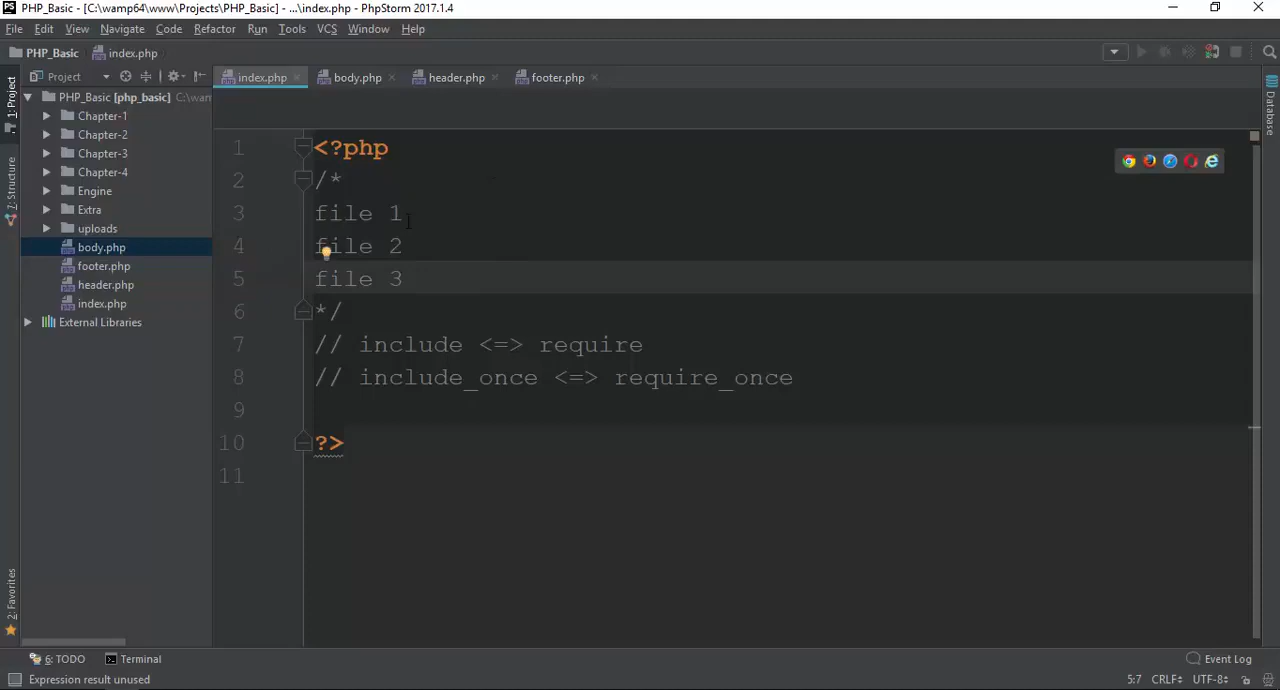 PS PHP_Basic - [C:\wamp64\www\Projects\PHP_Basic] - ...\index.php - PhpStorm 2017.1.4
File Edit View Navigate Code Refactor Run Tools VCS Window Help
PHP_Basic index.php
1: Project
7: Structure
2: Favorites
Project
PHP_Basic [php_basic] C:\wam
Chapter-1
Chapter-2
Chapter-3
Chapter-4
Engine
Extra
uploads
body.php
footer.php
header.php
index.php
External Libraries
index.php body.php header.php footer.php
1 <?php
2 /*
3 file 1
4 file 2
5 file 3
6 */
7 // include <=> require
8 // include_once <=> require_once
9
10 ?>
11
Database
6: TODO Terminal Event Log
Expression result unused 5:7 CRLF UTF-8